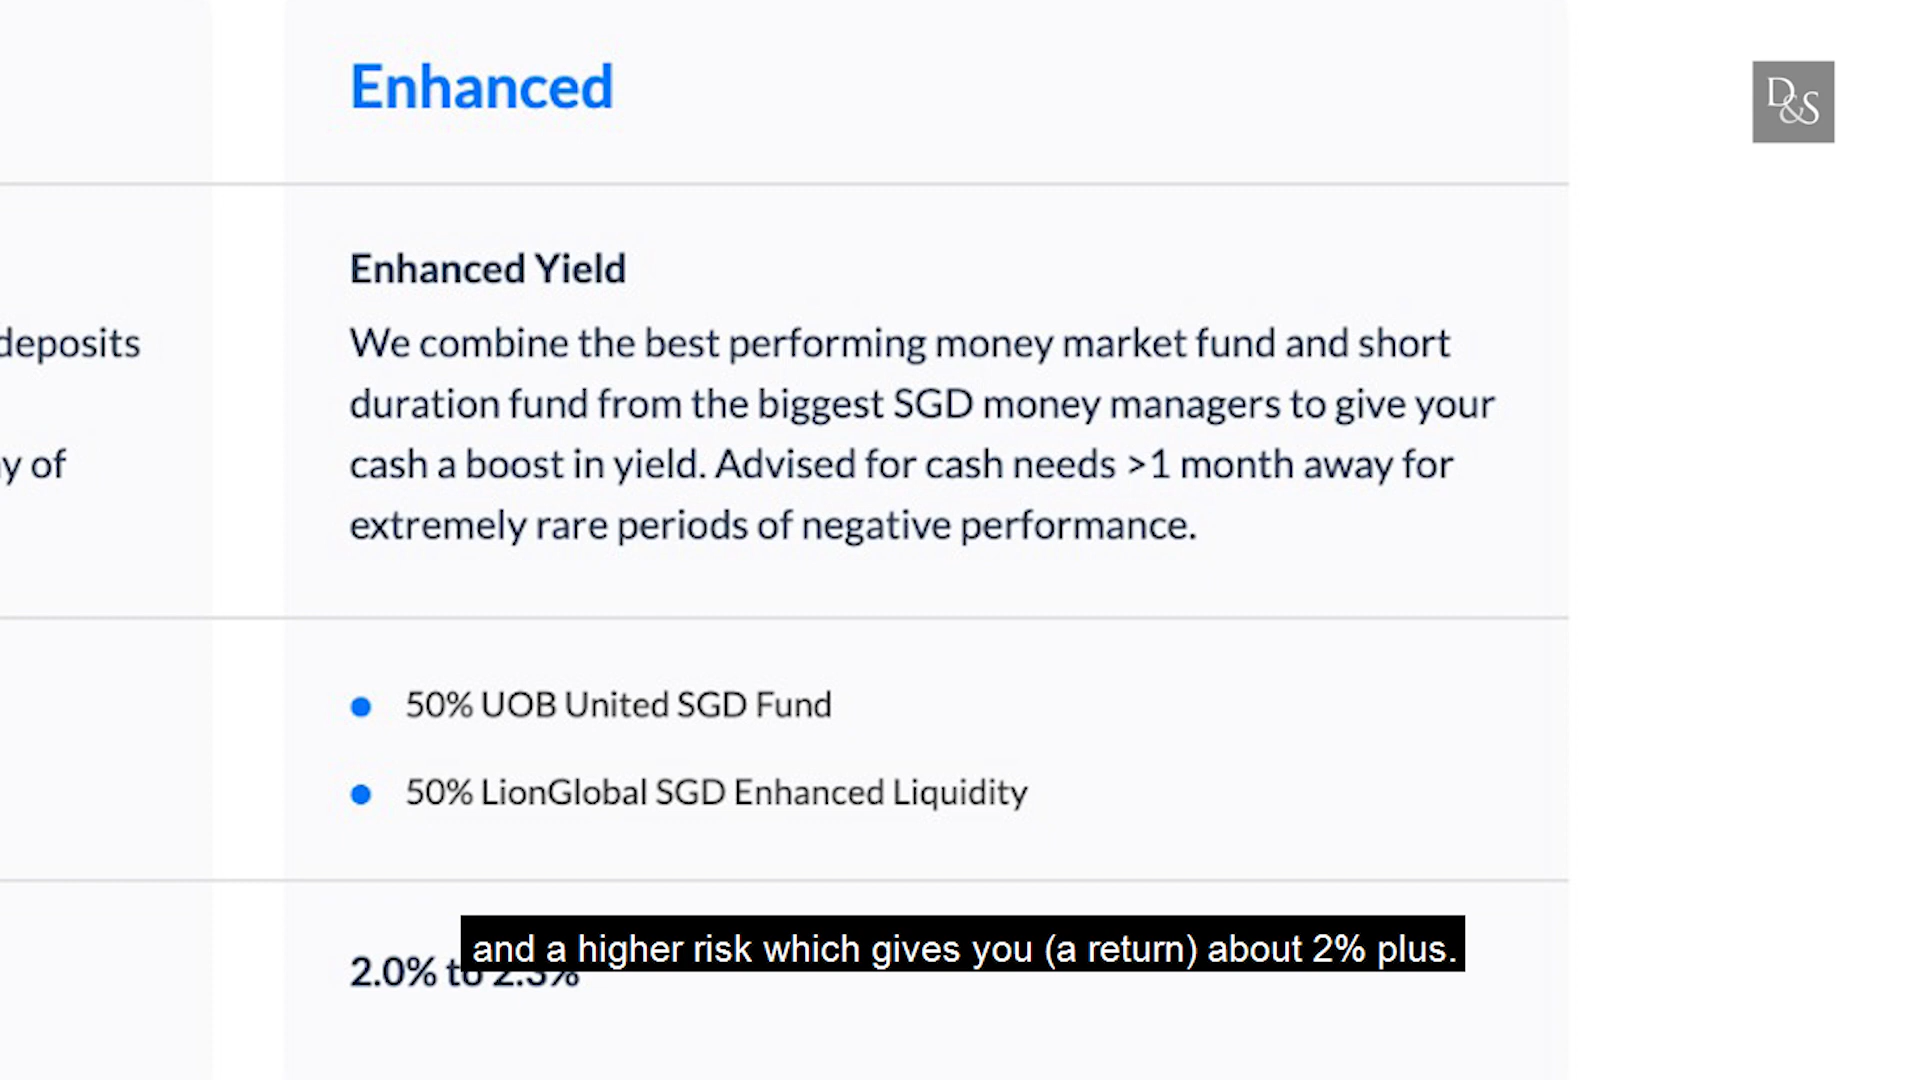 Enhanced
D&S
Enhanced Yield
deposits
We combine the best performing money market fund and short
duration fund from the biggest SGD money managers to give your
y of
cash a boost in yield. Advised for cash needs >1 month away for
extremely rare periods of negative performance.
50% UOB United SGD Fund
50% LionGlobal SGD Enhanced Liquidity
and a higher risk which gives you (a return) about 2% plus.
2.0% to 2.3%